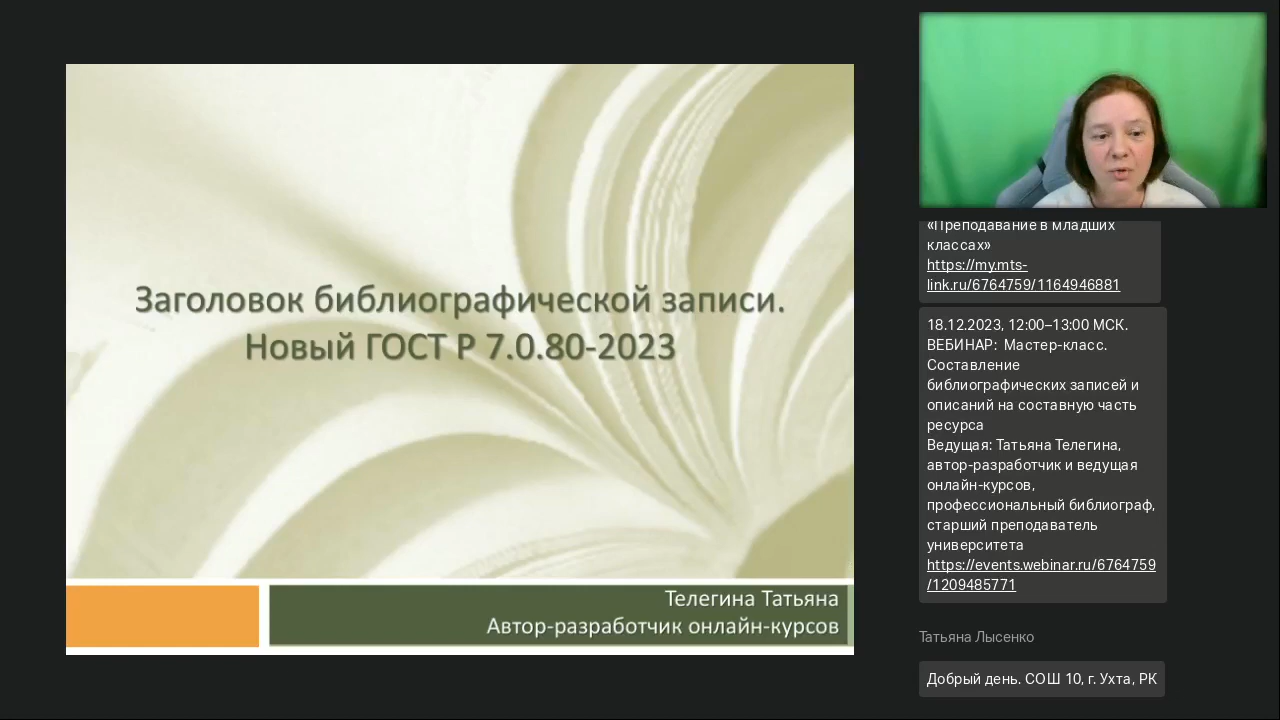 Заголовок библиографической записи.
Новый ГОСТ Р 7.0.80-2023
Телегина Татьяна
Автор-разработчик онлайн-курсов
«Преподавание в младших
классах»
https://my.mts-
link.ru/6764759/1164946881
18.12.2023, 12:00–13:00 МСК.
ВЕБИНАР: Мастер-класс.
Составление
библиографических записей и
описаний на составную часть
ресурса
Ведущая: Татьяна Телегина,
автор-разработчик и ведущая
онлайн-курсов,
профессиональный библиограф,
старший преподаватель
университета
https://events.webinar.ru/6764759
/1209485771
Татьяна Лысенко
Добрый день. СОШ 10, г. Ухта, РК